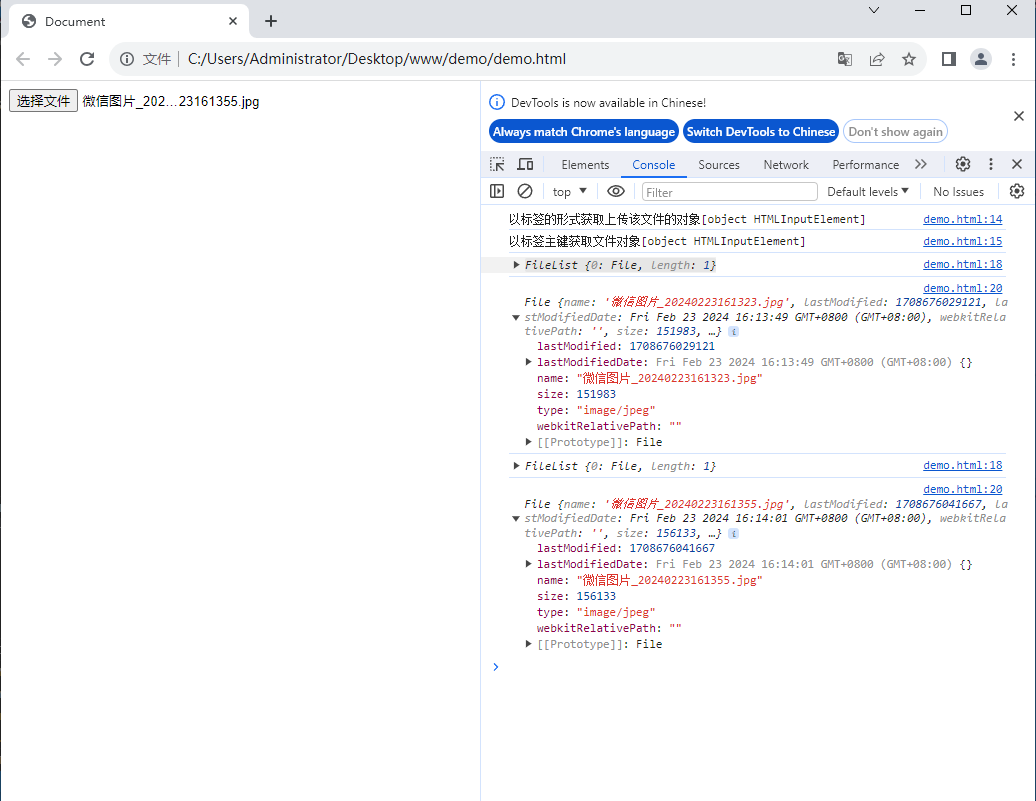 Document
文件 C:/Users/Administrator/Desktop/www/demo/demo.html
选择文件 微信图片_202...23161355.jpg
DevTools is now available in Chinese!
Always match Chrome's language Switch DevTools to Chinese Don't show again
Elements Console Sources Network Performance
top Filter Default levels No Issues
以标签的形式获取上传该文件的对象[object HTMLInputElement] demo.html:14
以标签主键获取文件对象[object HTMLInputElement] demo.html:15
FileList {0: File, length: 1} demo.html:18
demo.html:20
File {name: '微信图片_20240223161323.jpg', lastModified: 1708676029121, la
stModifiedDate: Fri Feb 23 2024 16:13:49 GMT+0800 (GMT+08:00), webkitRela
tivePath: '', size: 151983, …} i
lastModified: 1708676029121
lastModifiedDate: Fri Feb 23 2024 16:13:49 GMT+0800 (GMT+08:00) {}
name: "微信图片_20240223161323.jpg"
size: 151983
type: "image/jpeg"
webkitRelativePath: ""
[[Prototype]]: File
FileList {0: File, length: 1} demo.html:18
demo.html:20
File {name: '微信图片_20240223161355.jpg', lastModified: 1708676041667, la
stModifiedDate: Fri Feb 23 2024 16:14:01 GMT+0800 (GMT+08:00), webkitRela
tivePath: '', size: 156133, …} i
lastModified: 1708676041667
lastModifiedDate: Fri Feb 23 2024 16:14:01 GMT+0800 (GMT+08:00) {}
name: "微信图片_20240223161355.jpg"
size: 156133
type: "image/jpeg"
webkitRelativePath: ""
[[Prototype]]: File